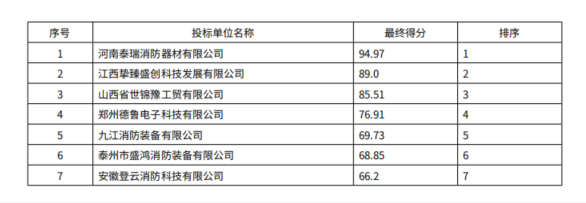 序号 投标单位名称 最终得分 排序
1 河南泰瑞消防器材有限公司 94.97 1
2 江西挚臻盛创科技发展有限公司 89.0 2
3 山西省世锦豫工贸有限公司 85.51 3
4 郑州德鲁电子科技有限公司 76.91 4
5 九江消防装备有限公司 69.73 5
6 泰州市盛鸿消防装备有限公司 68.85 6
7 安徽登云消防科技有限公司 66.2 7